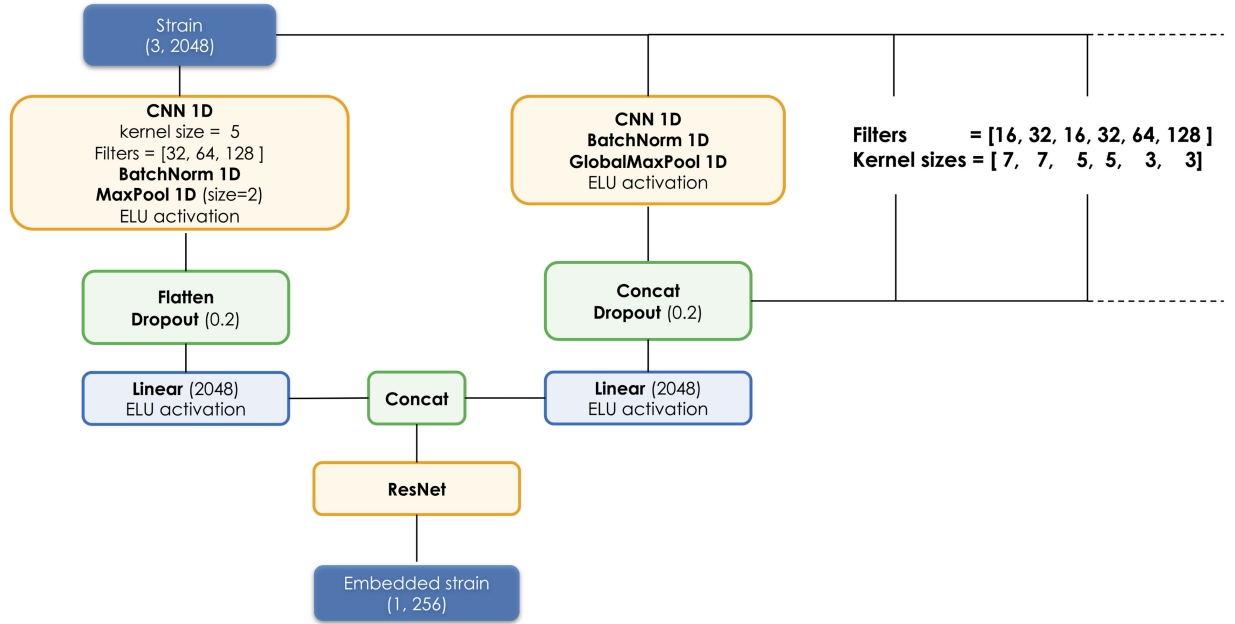 Strain
(3, 2048)
CNN 1D
kernel size = 5
Filters = [32, 64, 128 ]
BatchNorm 1D
MaxPool 1D (size=2)
ELU activation
CNN 1D
BatchNorm 1D
GlobalMaxPool 1D
ELU activation
Filters = [16, 32, 16, 32, 64, 128 ]
Kernel sizes = [ 7, 7, 5, 5, 3, 3]
Flatten
Dropout (0.2)
Concat
Dropout (0.2)
Linear (2048)
ELU activation
Concat
Linear (2048)
ELU activation
ResNet
Embedded strain
(1, 256)